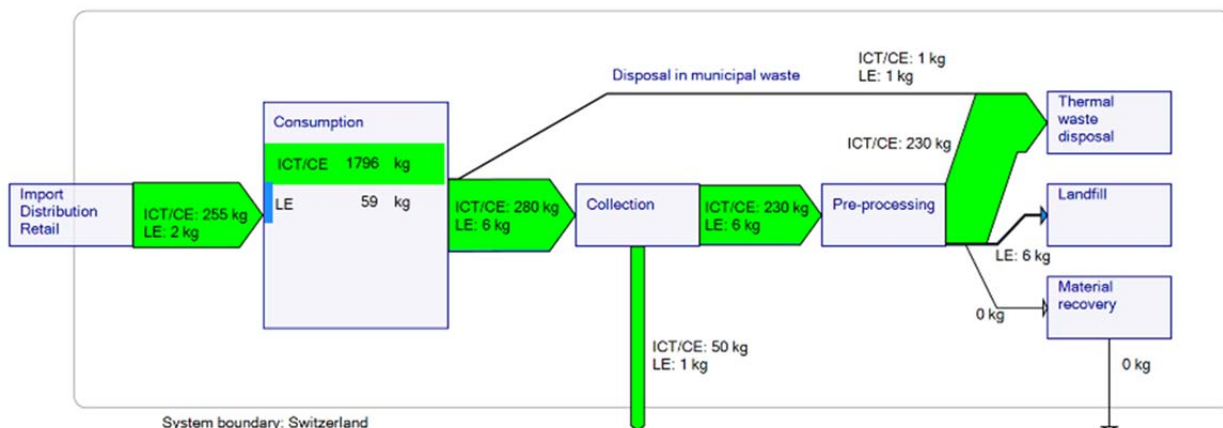 ICT/CE: 1 kg
LE: 1 kg
Disposal in municipal waste
Thermal
waste
disposal
Consumption
ICT/CE 1796 kg
LE 59 kg
ICT/CE: 230 kg
Import
Distribution
Retail
ICT/CE: 255 kg
LE: 2 kg
ICT/CE: 280 kg
LE: 6 kg
Collection
ICT/CE: 230 kg
LE: 6 kg
Pre-processing
Landfill
LE: 6 kg
Material
recovery
0 kg
ICT/CE: 50 kg
LE: 1 kg
0 kg
System boundary: Switzerland